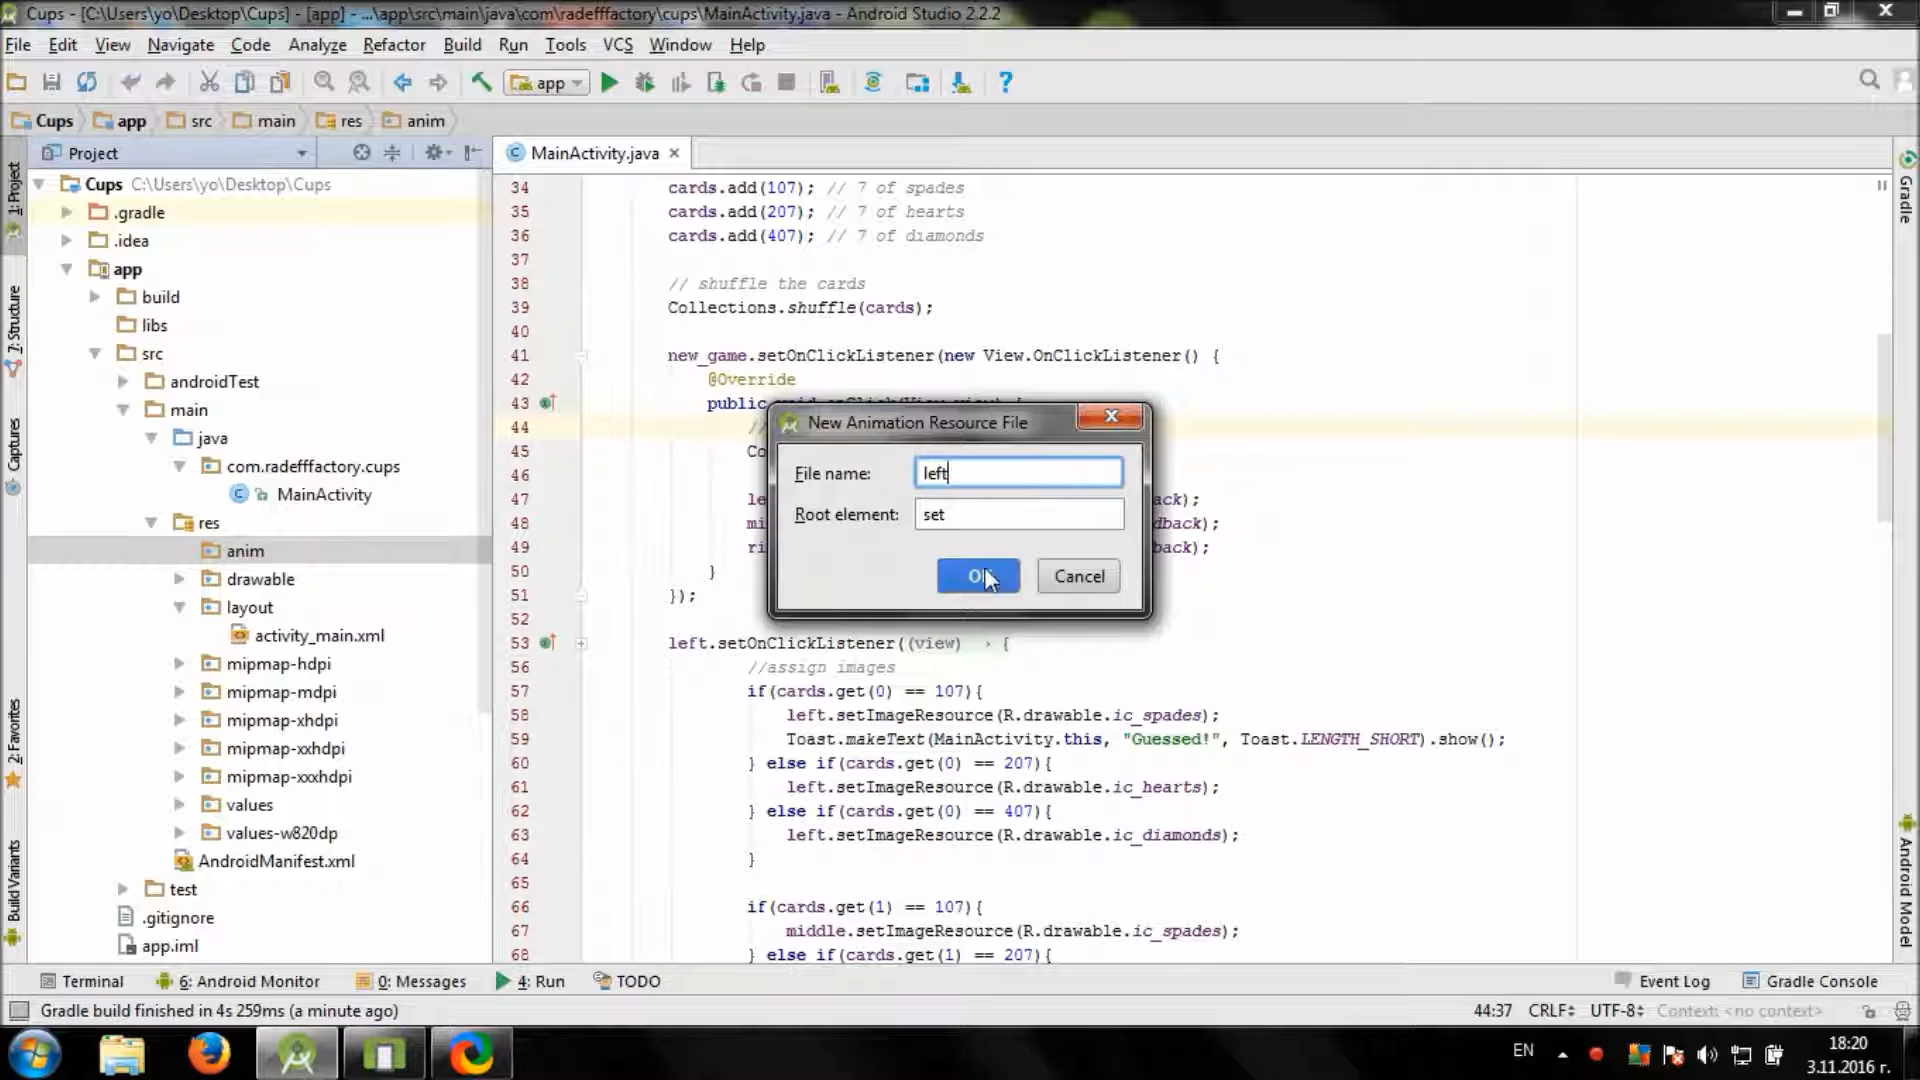 Cups - [C:\Users\yo\Desktop\Cups] - [app] - ...\app\src\main\java\com\radefffactory\cups\MainActivity.java - Android Studio 2.2.2
File Edit View Navigate Code Analyze Refactor Build Run Tools VCS Window Help
app
Cups app src main res anim
Project
MainActivity.java
1: Project
7: Structure
Captures
2: Favorites
Build Variants
Cups C:\Users\yo\Desktop\Cups
.gradle
.idea
app
build
libs
src
androidTest
main
java
com.radefffactory.cups
MainActivity
res
anim
drawable
layout
activity_main.xml
mipmap-hdpi
mipmap-mdpi
mipmap-xhdpi
mipmap-xxhdpi
mipmap-xxxhdpi
values
values-w820dp
AndroidManifest.xml
test
.gitignore
app.iml
34 cards.add(107); // 7 of spades
35 cards.add(207); // 7 of hearts
36 cards.add(407); // 7 of diamonds
37
38 // shuffle the cards
39 Collections.shuffle(cards);
40
41 new_game.setOnClickListener(new View.OnClickListener() {
42 @Override
43 public void onClick(View view) {
44 //
45 Co
46
47 le ack);
48 mi dback);
49 ri back);
50 }
51 });
52
53 left.setOnClickListener((view) → {
56 //assign images
57 if(cards.get(0) == 107){
58 left.setImageResource(R.drawable.ic_spades);
59 Toast.makeText(MainActivity.this, "Guessed!", Toast.LENGTH_SHORT).show();
60 } else if(cards.get(0) == 207){
61 left.setImageResource(R.drawable.ic_hearts);
62 } else if(cards.get(0) == 407){
63 left.setImageResource(R.drawable.ic_diamonds);
64 }
65
66 if(cards.get(1) == 107){
67 middle.setImageResource(R.drawable.ic_spades);
68 } else if(cards.get(1) == 207){
New Animation Resource File
File name: left
Root element: set
OK Cancel
Gradle
Android Model
Terminal 6: Android Monitor 0: Messages 4: Run TODO Event Log Gradle Console
Gradle build finished in 4s 259ms (a minute ago) 44:37 CRLF UTF-8 Context: <no context>
EN
18:20
3.11.2016 г.